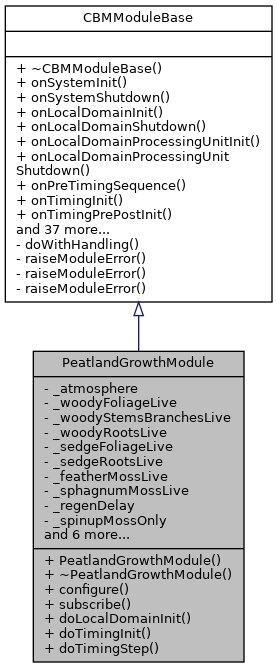 CBMModuleBase
+ ~CBMModuleBase()
+ onSystemInit()
+ onSystemShutdown()
+ onLocalDomainInit()
+ onLocalDomainShutdown()
+ onLocalDomainProcessingUnitInit()
+ onLocalDomainProcessingUnit
Shutdown()
+ onPreTimingSequence()
+ onTimingInit()
+ onTimingPrePostInit()
and 37 more...
- doWithHandling()
- raiseModuleError()
- raiseModuleError()
- raiseModuleError()
PeatlandGrowthModule
- _atmosphere
- _woodyFoliageLive
- _woodyStemsBranchesLive
- _woodyRootsLive
- _sedgeFoliageLive
- _sedgeRootsLive
- _featherMossLive
- _sphagnumMossLive
- _regenDelay
- _spinupMossOnly
and 6 more...
+ PeatlandGrowthModule()
+ ~PeatlandGrowthModule()
+ configure()
+ subscribe()
+ doLocalDomainInit()
+ doTimingInit()
+ doTimingStep()